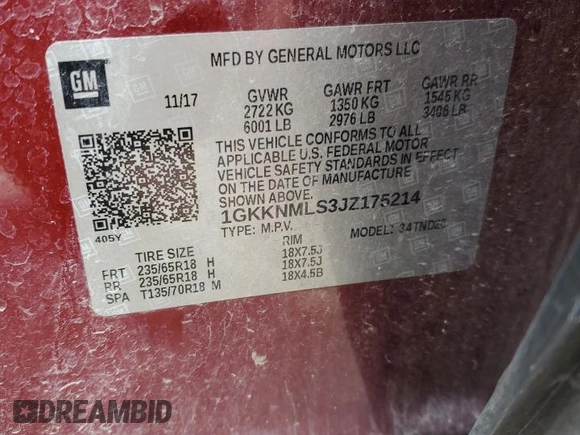 MFD BY GENERAL MOTORS LLC
GM
11/17 GVWR GAWR FRT GAWR RR
2722 KG 1350 KG 1545 KG
6001 LB 2976 LB 3406 LB
THIS VEHICLE CONFORMS TO ALL
APPLICABLE U.S. FEDERAL MOTOR
VEHICLE SAFETY STANDARDS IN EFFECT
ON THE DATE OF MANUFACTURE
SHOWN ABOVE.
1GKKNMLS3JZ175214
405Y TYPE: M.P.V. MODEL:
TIRE SIZE RIM
FRT 235/65R18 H 18X7.5J
RR 235/65R18 H 18X7.5J
SPA T135/70R18 M 18X4.5B
DREAMBID